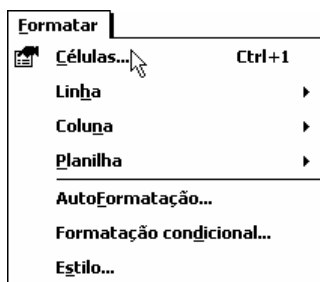 Formatar
Células... Ctrl+1
Linha
Coluna
Planilha
AutoFormatação...
Formatação condicional...
Estilo...